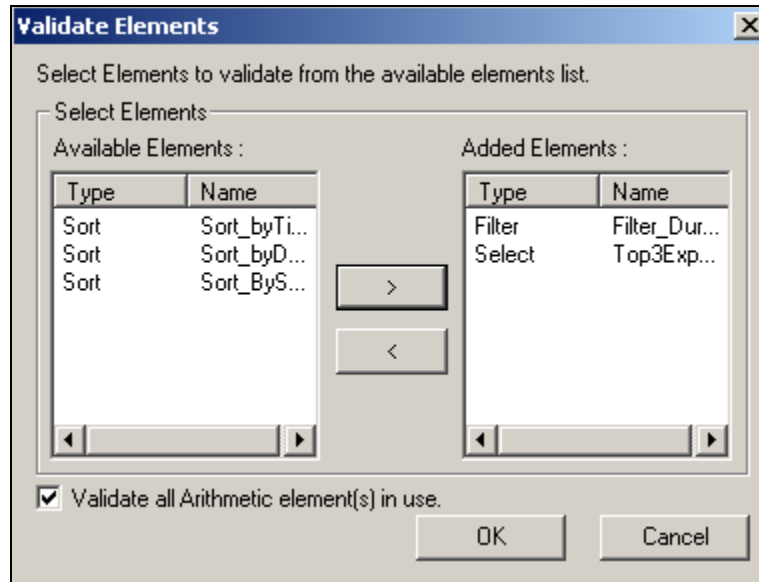 Validate Elements
Select Elements to validate from the available elements list.
Select Elements
Available Elements :
Added Elements :
Type Name
Sort Sort_byTi...
Sort Sort_byD...
Sort Sort_ByS...
>
<
Type Name
Filter Filter_Dur...
Select Top3Exp...
Validate all Arithmetic element(s) in use.
OK Cancel